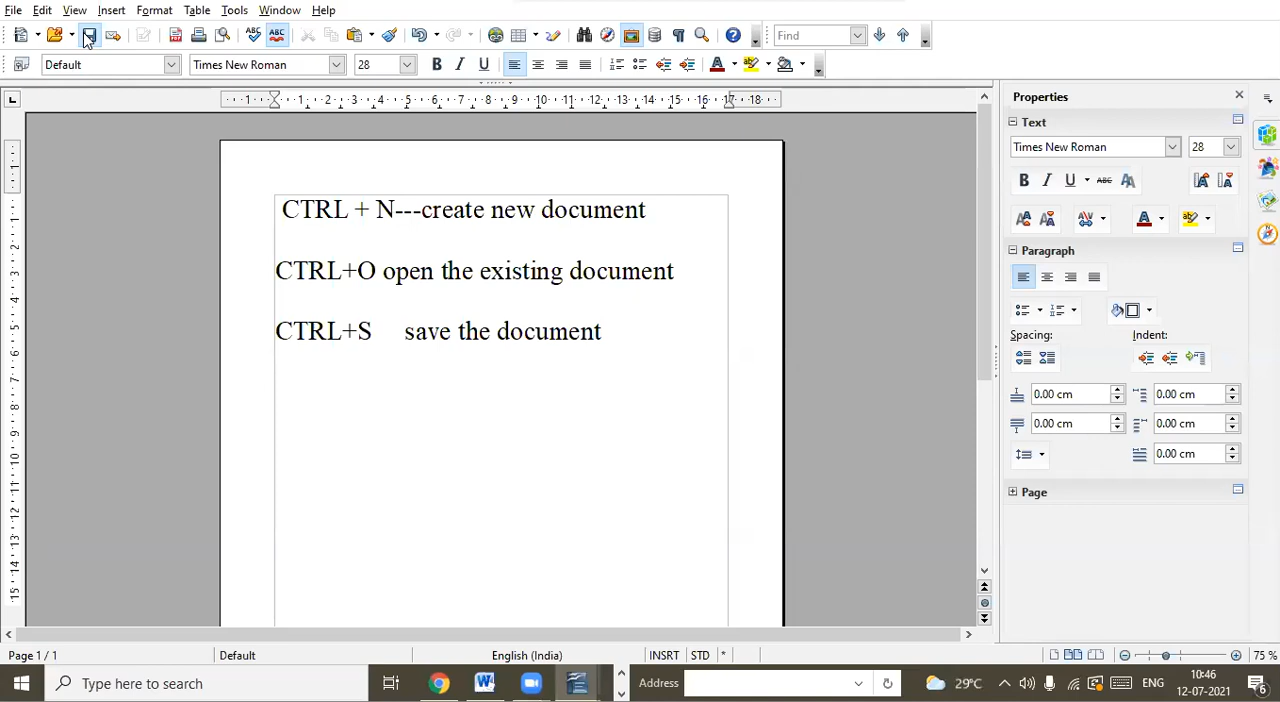 File Edit View Insert Format Table Tools Window Help
Find
Default Times New Roman 28
Properties
Text
Times New Roman 28
CTRL + N---create new document
CTRL+O open the existing document
CTRL+S save the document
Paragraph
Spacing: Indent:
0.00 cm 0.00 cm
0.00 cm 0.00 cm
0.00 cm
Page
Page 1 / 1 Default English (India) INSRT STD * 75 %
Type here to search
Address
29°C
ENG
10:46
12-07-2021
6